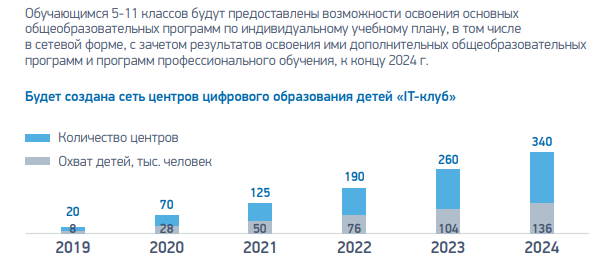 Обучающимся 5-11 классов будут предоставлены возможности освоения основных
общеобразовательных программ по индивидуальному учебному плану, в том числе
в сетевой форме, с зачетом результатов освоения ими дополнительных общеобразовательных
программ и программ профессионального обучения, к концу 2024 г.
Будет создана сеть центров цифрового образования детей «IT-клуб»
Количество центров
Охват детей, тыс. человек
20 70 125 190 260 340
8 28 50 76 104 136
2019 2020 2021 2022 2023 2024